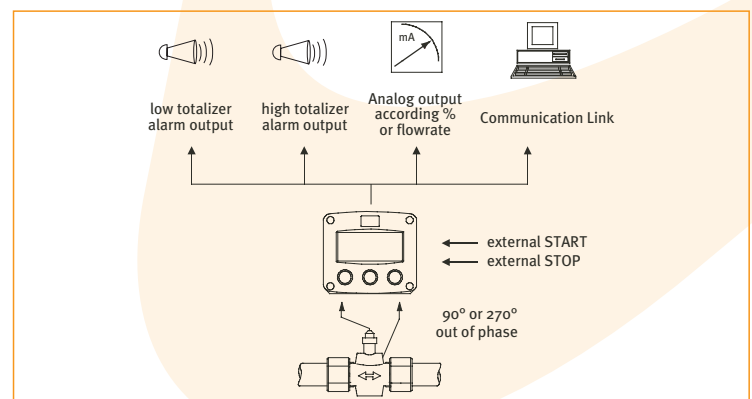 mA
low totalizer
alarm output
high totalizer
alarm output
Analog output
according %
or flowrate
Communication Link
external START
external STOP
90° or 270°
out of phase